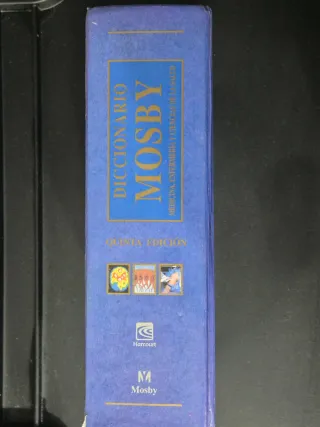 DICCIONARIO
MOSBY
MEDICINA, ENFERMERÍA Y CIENCIAS DE LA SALUD
QUINTA EDICIÓN
Harcourt
M
Mosby